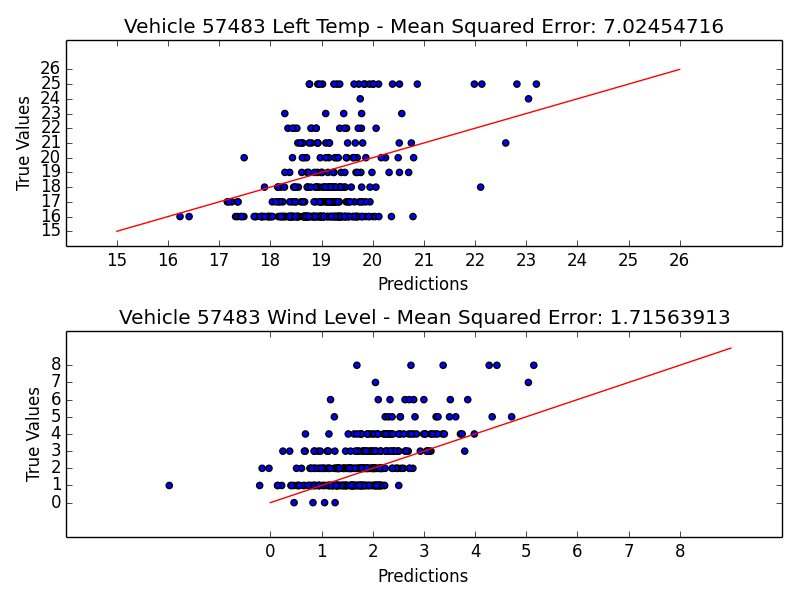 Vehicle 57483 Left Temp - Mean Squared Error: 7.02454716
26
25
24
23
22
21
20
19
18
17
16
15
True Values
15 16 17 18 19 20 21 22 23 24 25 26
Predictions
Vehicle 57483 Wind Level - Mean Squared Error: 1.71563913
8
7
6
5
4
3
2
1
0
True Values
0 1 2 3 4 5 6 7 8
Predictions